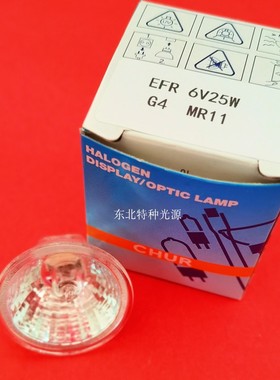 EFR 6V25W
G4 MR11
HALOGEN
DISPLAY/OPTIC LAMP
东北特种光源
CHUR